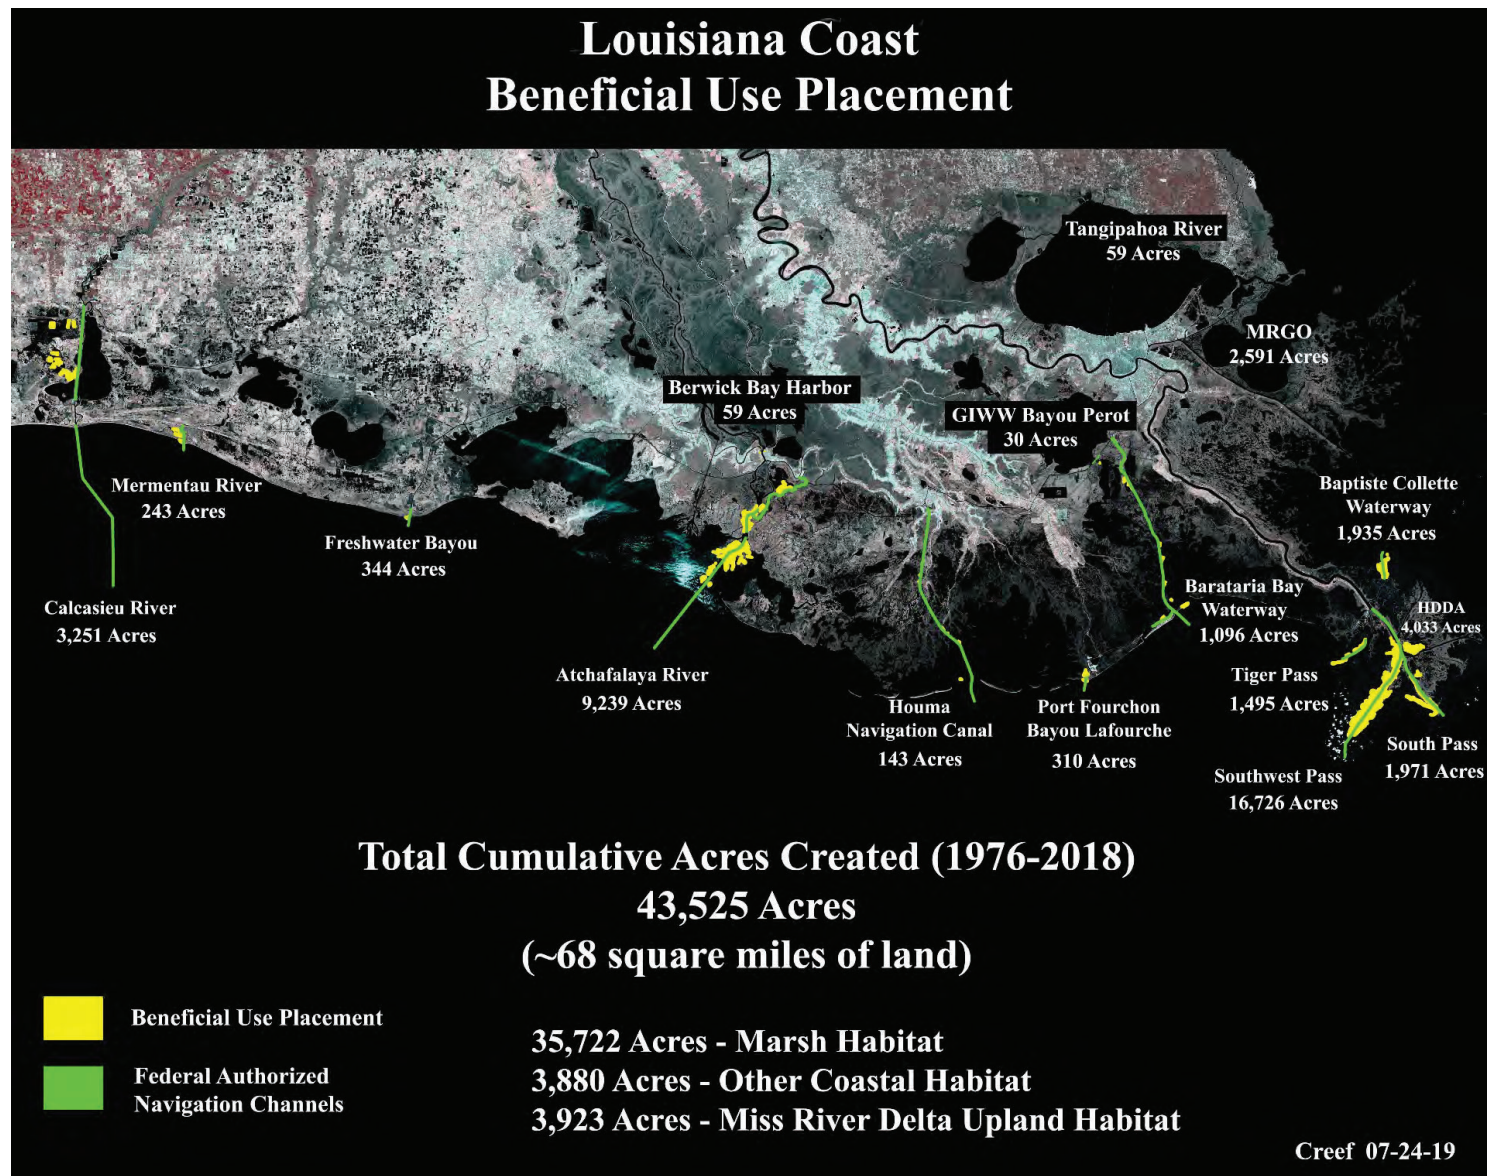 Louisiana Coast
Beneficial Use Placement
Tangipahoa River
59 Acres
MRGO
2,591 Acres
Berwick Bay Harbor
59 Acres
GIWW Bayou Perot
30 Acres
Mermentau River
243 Acres
Baptiste Collette
Waterway
1,935 Acres
Freshwater Bayou
344 Acres
Calcasieu River
3,251 Acres
Barataria Bay
Waterway
1,096 Acres
HDDA
4,033 Acres
Atchafalaya River
9,239 Acres
Tiger Pass
1,495 Acres
Houma
Navigation Canal
143 Acres
Port Fourchon
Bayou Lafourche
310 Acres
South Pass
1,971 Acres
Southwest Pass
16,726 Acres
Total Cumulative Acres Created (1976-2018)
43,525 Acres
(~68 square miles of land)
Beneficial Use Placement
Federal Authorized
Navigation Channels
35,722 Acres - Marsh Habitat
3,880 Acres - Other Coastal Habitat
3,923 Acres - Miss River Delta Upland Habitat
Creef 07-24-19